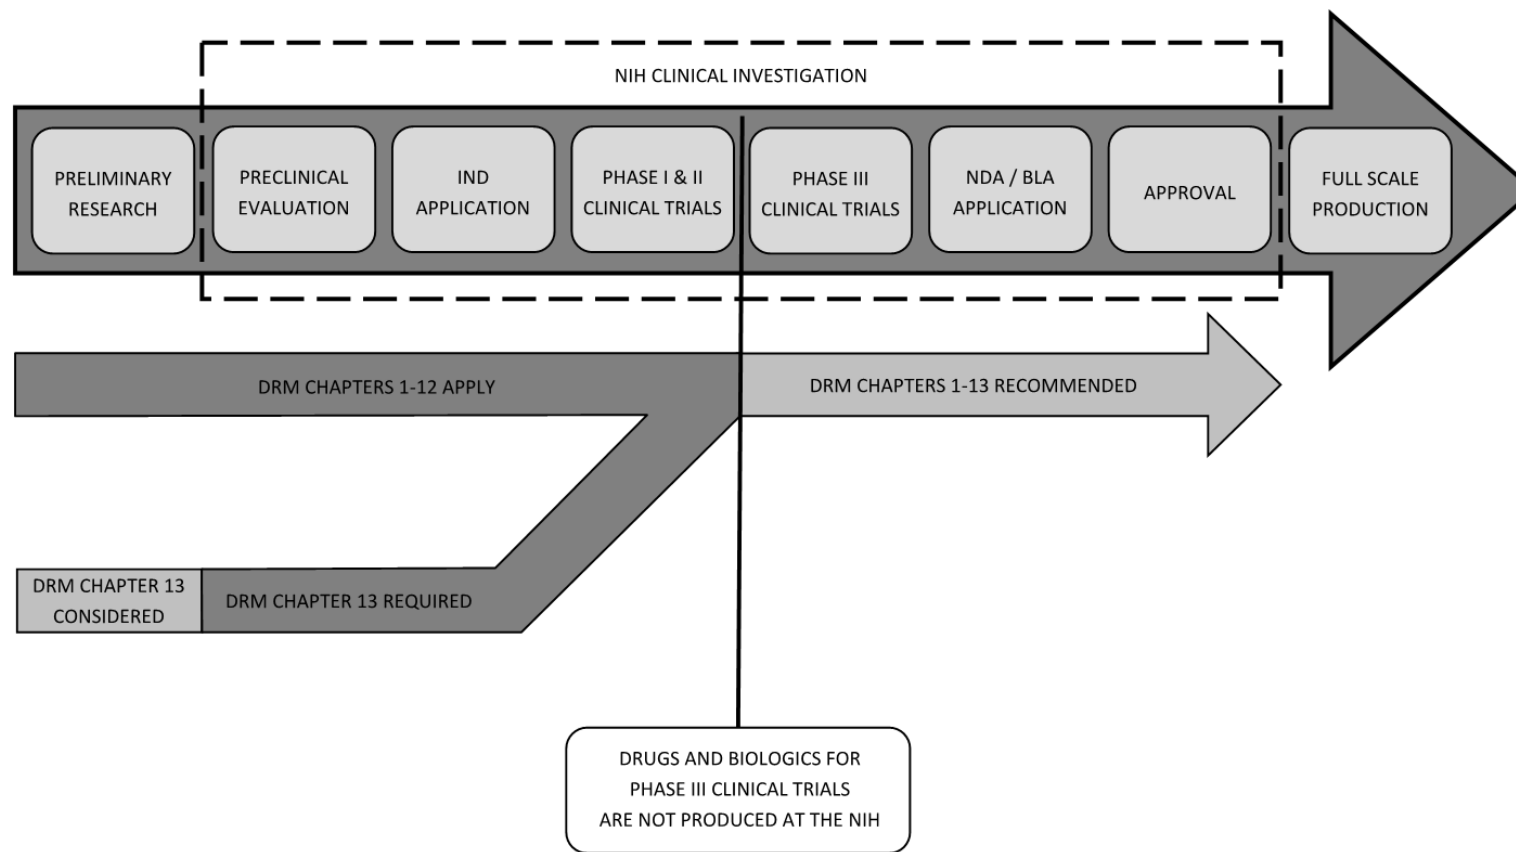 NIH CLINICAL INVESTIGATION
PRELIMINARY
RESEARCH
PRECLINICAL
EVALUATION
IND
APPLICATION
PHASE I & II
CLINICAL TRIALS
PHASE III
CLINICAL TRIALS
NDA / BLA
APPLICATION
APPROVAL
FULL SCALE
PRODUCTION
DRM CHAPTERS 1-12 APPLY
DRM CHAPTERS 1-13 RECOMMENDED
DRM CHAPTER 13
CONSIDERED
DRM CHAPTER 13 REQUIRED
DRUGS AND BIOLOGICS FOR
PHASE III CLINICAL TRIALS
ARE NOT PRODUCED AT THE NIH